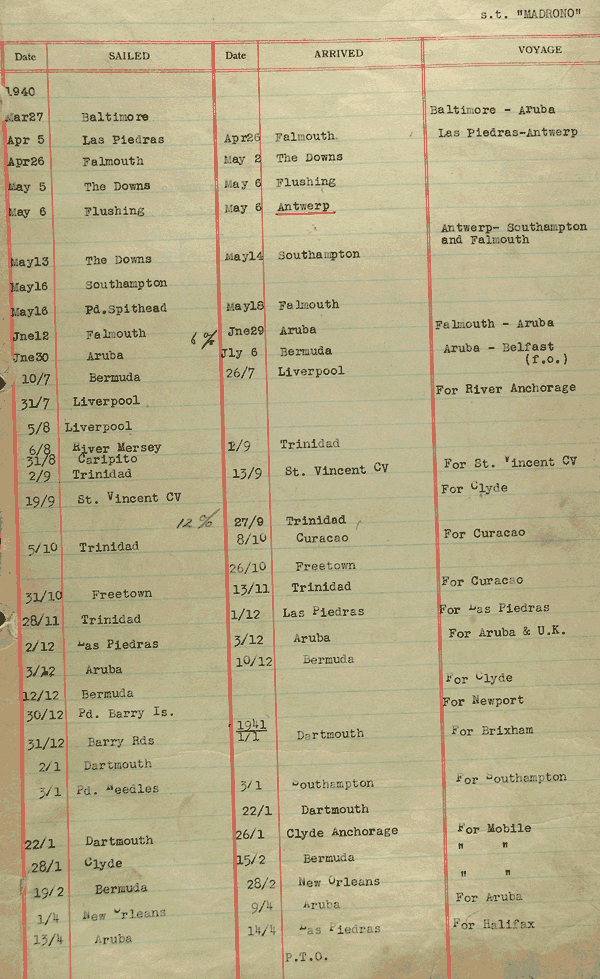 s.t. "MADRONO"
Date SAILED Date ARRIVED VOYAGE
1940
Mar27 Baltimore Baltimore - Aruba
Apr 5 Las Piedras Apr26 Falmouth Las Piedras-Antwerp
Apr26 Falmouth May 2 The Downs
May 5 The Downs May 6 Flushing
May 6 Flushing May 6 Antwerp
Antwerp- Southampton
and Falmouth
May13 The Downs May14 Southampton
May16 Southampton
May16 Pd.Spithead May18 Falmouth
Jne12 Falmouth 6 % Jne29 Aruba Falmouth - Aruba
Jne30 Aruba Jly 6 Bermuda Aruba - Belfast
(f.o.)
10/7 Bermuda 26/7 Liverpool
31/7 Liverpool For River Anchorage
5/8 Liverpool
6/8 River Mersey 1/9 Trinidad
31/8 Caripito
2/9 Trinidad 13/9 St. Vincent CV For St. Vincent CV
19/9 St. Vincent CV For Clyde
12 % 27/9 Trinidad
5/10 Trinidad 8/10 Curacao For Curacao
26/10 Freetown
31/10 Freetown 13/11 Trinidad For Curacao
28/11 Trinidad 1/12 Las Piedras For Las Piedras
2/12 Las Piedras 3/12 Aruba For Aruba & U.K.
3/12 Aruba 10/12 Bermuda
12/12 Bermuda For Clyde
30/12 Pd. Barry Is. For Newport
1941
31/12 Barry Rds 1/1 Dartmouth For Brixham
2/1 Dartmouth
3/1 Pd. Needles 3/1 Southampton For Southampton
22/1 Dartmouth
22/1 Dartmouth 26/1 Clyde Anchorage For Mobile
28/1 Clyde 15/2 Bermuda " "
19/2 Bermuda 28/2 New Orleans " "
1/4 New Orleans 9/4 Aruba For Aruba
13/4 Aruba 14/4 Las Piedras For Halifax
P.T.O.